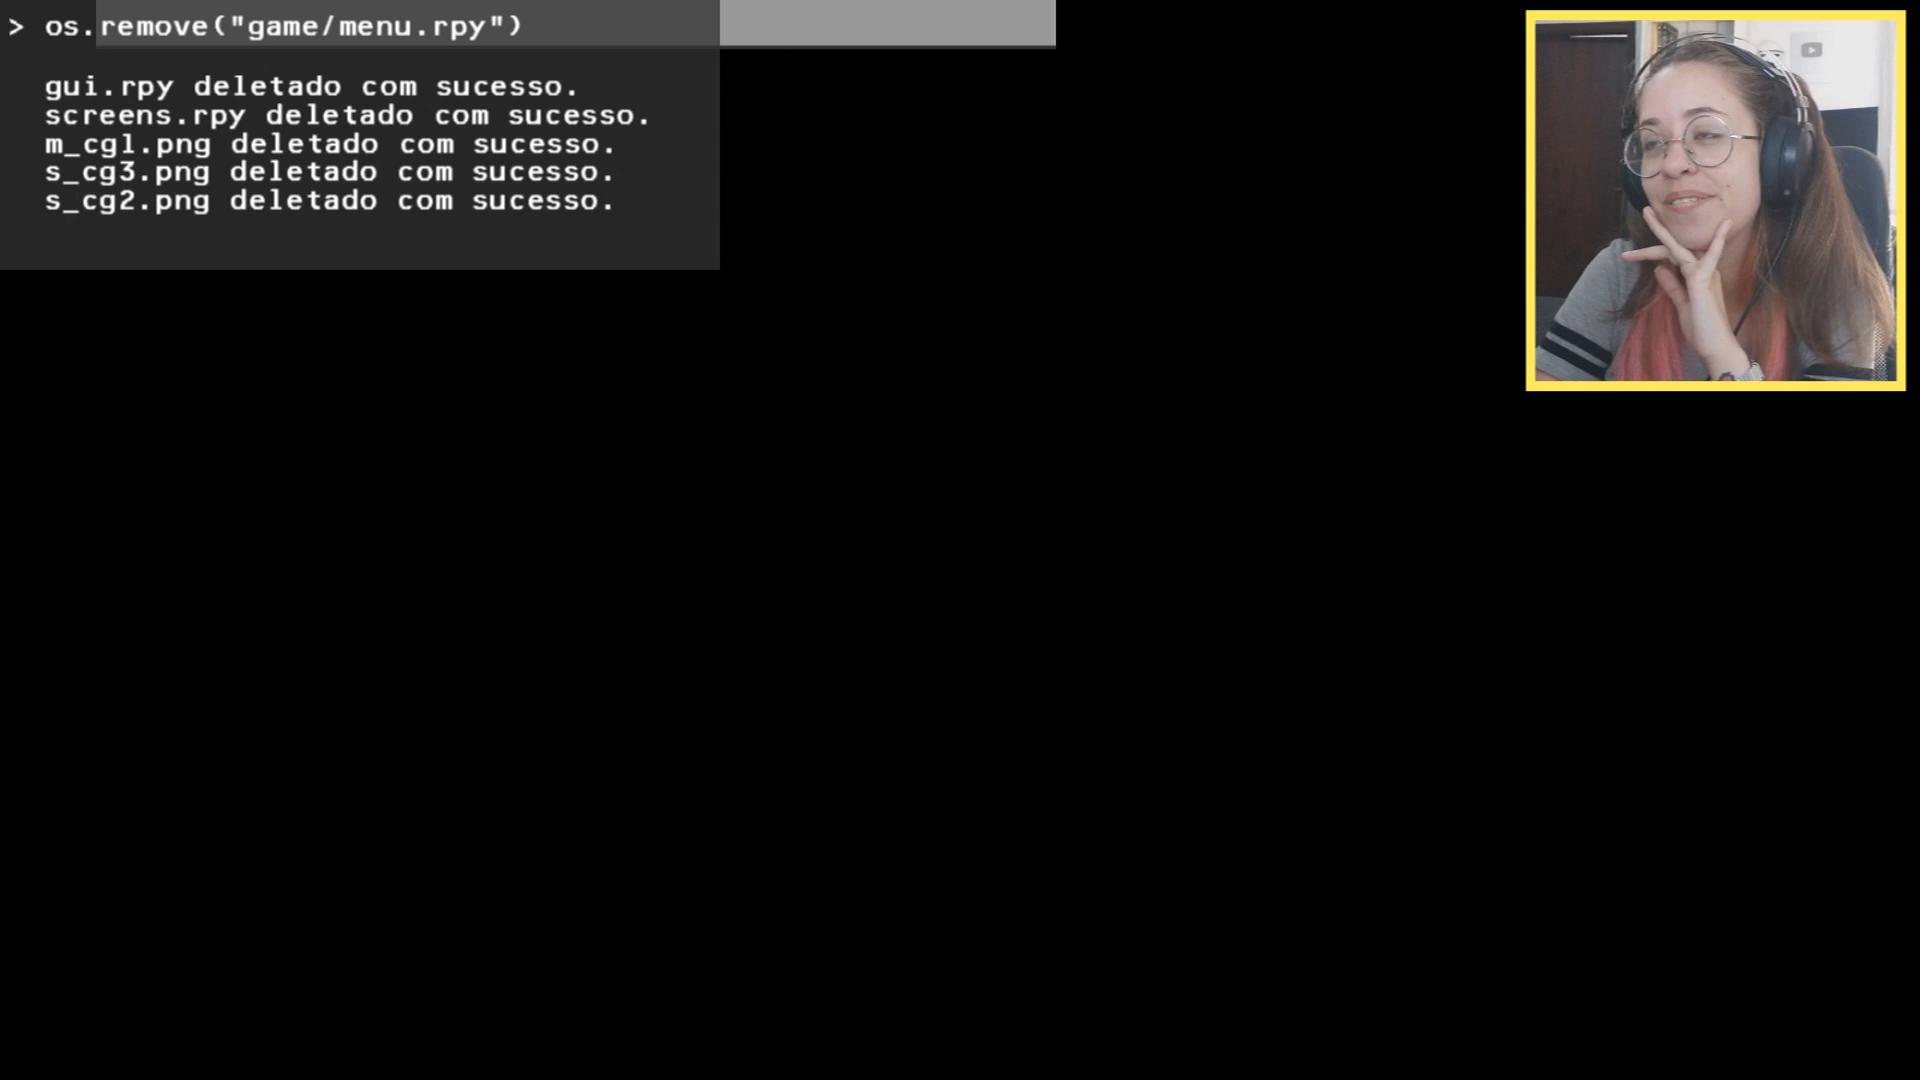 > os.remove("game/menu.rpy")
gui.rpy deletado com sucesso.
screens.rpy deletado com sucesso.
m_cg1.png deletado com sucesso.
s_cg3.png deletado com sucesso.
s_cg2.png deletado com sucesso.